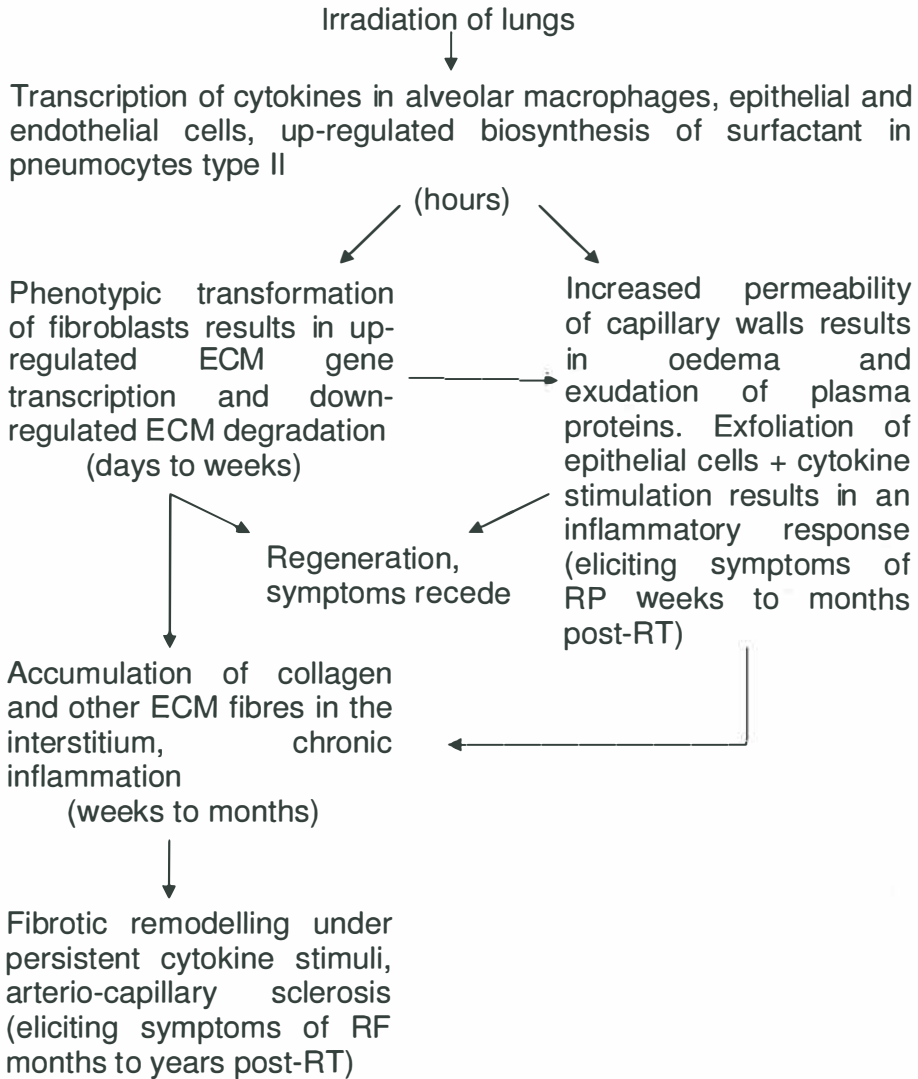 Irradiation of lungs
Transcription of cytokines in alveolar macrophages, epithelial and
endothelial cells, up-regulated biosynthesis of surfactant in
pneumocytes type II
(hours)
Phenotypic transformation
of fibroblasts results in up-
regulated ECM gene
transcription and down-
regulated ECM degradation
(days to weeks)
Increased permeability
of capillary walls results
in oedema and
exudation of plasma
proteins. Exfoliation of
epithelial cells + cytokine
stimulation results in an
inflammatory response
(eliciting symptoms of
RP weeks to months
post-RT)
Regeneration,
symptoms recede
Accumulation of collagen
and other ECM fibres in the
interstitium, chronic
inflammation
(weeks to months)
Fibrotic remodelling under
persistent cytokine stimuli,
arterio-capillary sclerosis
(eliciting symptoms of RF
months to years post-RT)